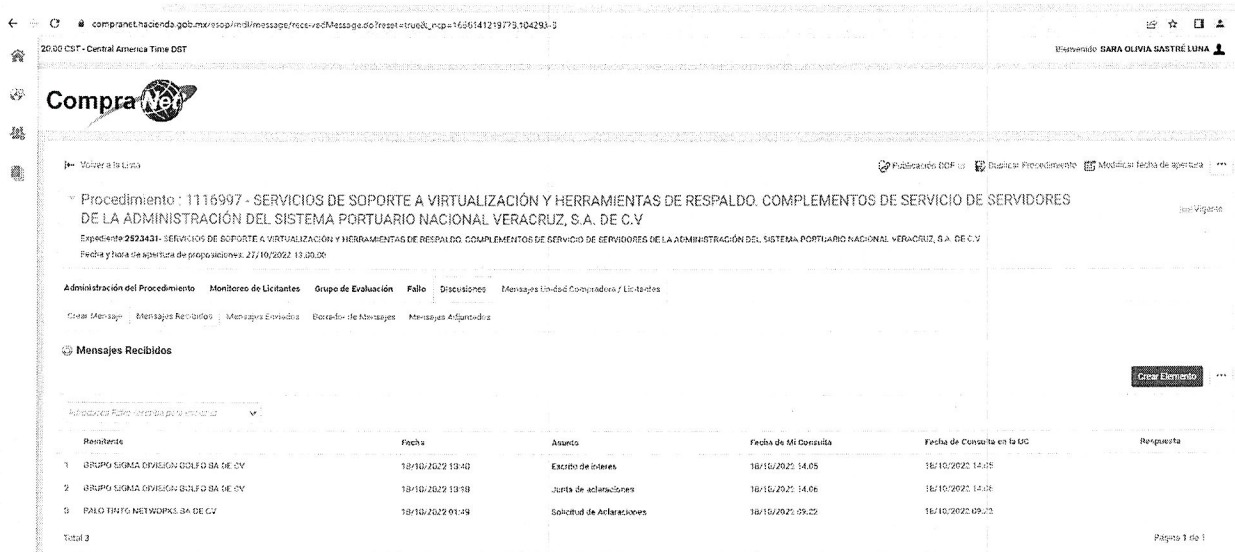 compranet.hacienda.gob.mx/esop/
20:00 CST - Central America Time DST
Bienvenido SARA OLIVIA SASTRÉ LUNA
CompraNet
Volver a la Lista
Publicación DOF
Duplicar Procedimiento
Modificar fecha de apertura
Procedimiento : 1116997 - SERVICIOS DE SOPORTE A VIRTUALIZACIÓN Y HERRAMIENTAS DE RESPALDO. COMPLEMENTOS DE SERVICIO DE SERVIDORES
DE LA ADMINISTRACIÓN DEL SISTEMA PORTUARIO NACIONAL VERACRUZ, S.A. DE C.V
Vigente
Expediente 2523431- SERVICIOS DE SOPORTE A VIRTUALIZACIÓN Y HERRAMIENTAS DE RESPALDO. COMPLEMENTOS DE SERVICIO DE SERVIDORES DE LA ADMINISTRACIÓN DEL SISTEMA PORTUARIO NACIONAL VERACRUZ, S.A. DE C.V
Fecha y hora de apertura de proposiciones: 27/10/2022 13:00:00
Administración del Procedimiento Monitoreo de Licitantes Grupo de Evaluación Fallo Discusiones Mensajes Unidad Compradora / Licitantes
Crear Mensaje Mensajes Recibidos Mensajes Enviados Borrador de Mensajes Mensajes Adjuntados
Mensajes Recibidos
Crear Elemento
Remitente Fecha Asunto Fecha de Mi Consulta Fecha de Consulta en la UC Respuesta
1 GRUPO SIGMA DIVISION GOLFO SA DE CV 18/10/2022 13:40 Escrito de interes 18/10/2022 14:05 18/10/2022 14:05
2 GRUPO SIGMA DIVISION GOLFO SA DE CV 18/10/2022 13:18 Junta de aclaraciones 18/10/2022 14:06 18/10/2022 14:06
3 PALO TINTO NETWORKS SA DE CV 18/10/2022 01:49 Solicitud de Aclaraciones 18/10/2022 09:22 18/10/2022 09:22
Total 3
Página 1 de 1